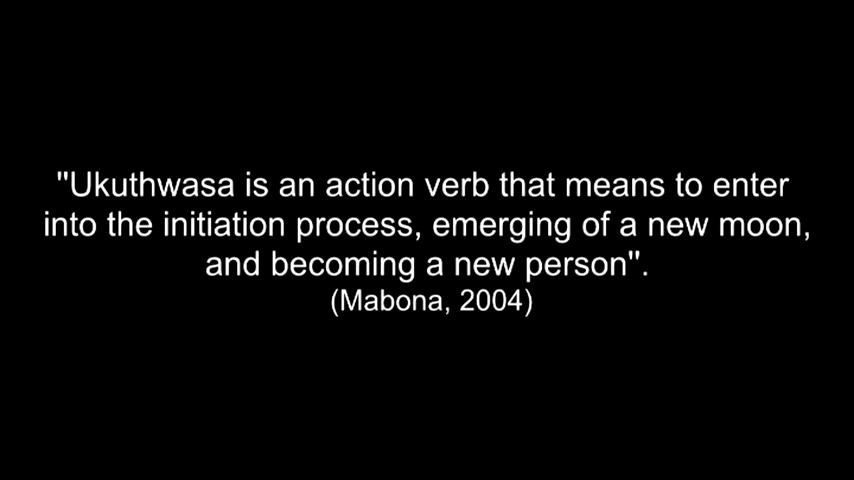 "Ukuthwasa is an action verb that means to enter
into the initiation process, emerging of a new moon,
and becoming a new person".
(Mabona, 2004)